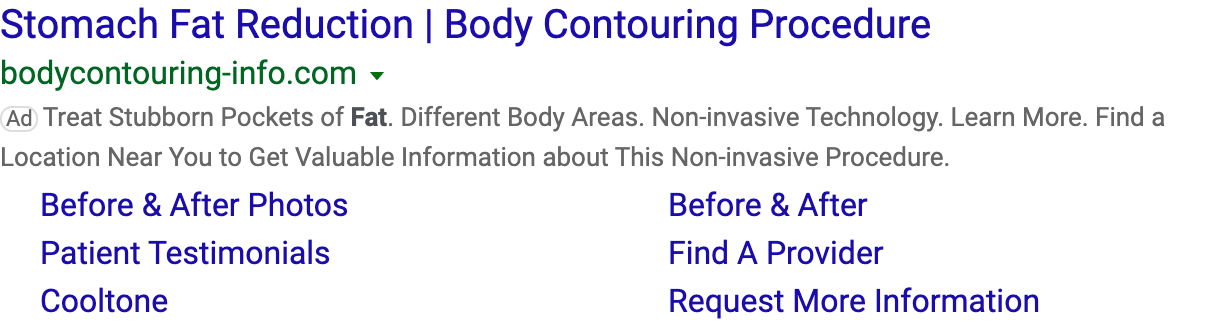 Stomach Fat Reduction | Body Contouring Procedure
bodycontouring-info.com
Ad Treat Stubborn Pockets of Fat. Different Body Areas. Non-invasive Technology. Learn More. Find a
Location Near You to Get Valuable Information about This Non-invasive Procedure.
Before & After Photos
Before & After
Patient Testimonials
Find A Provider
Cooltone
Request More Information